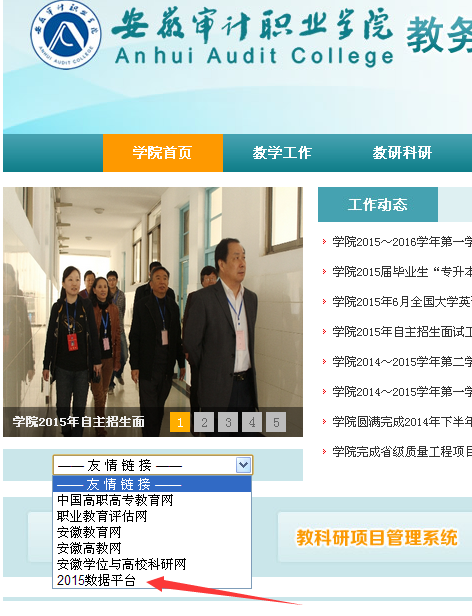 安徽审计职业学院 教务
Anhui Audit College
ANHUI AUDIT COLLEGE
学院首页 教学工作 教研科研
工作动态
学院2015～2016学年第一学
学院2015届毕业生“专升本
学院2015年6月全国大学英
学院2015年自主招生面试工
学院2014～2015学年第二学
学院2014～2015学年第一学
学院圆满完成2014年下半年
学院完成省级质量工程项目
学院2015年自主招生面 1 2 3 4 5
—— 友 情 链 接 ——
—— 友 情 链 接 ——
中国高职高专教育网
职业教育评估网
安徽教育网
安徽高教网
安徽学位与高校科研网
2015数据平台
教科研项目管理系统